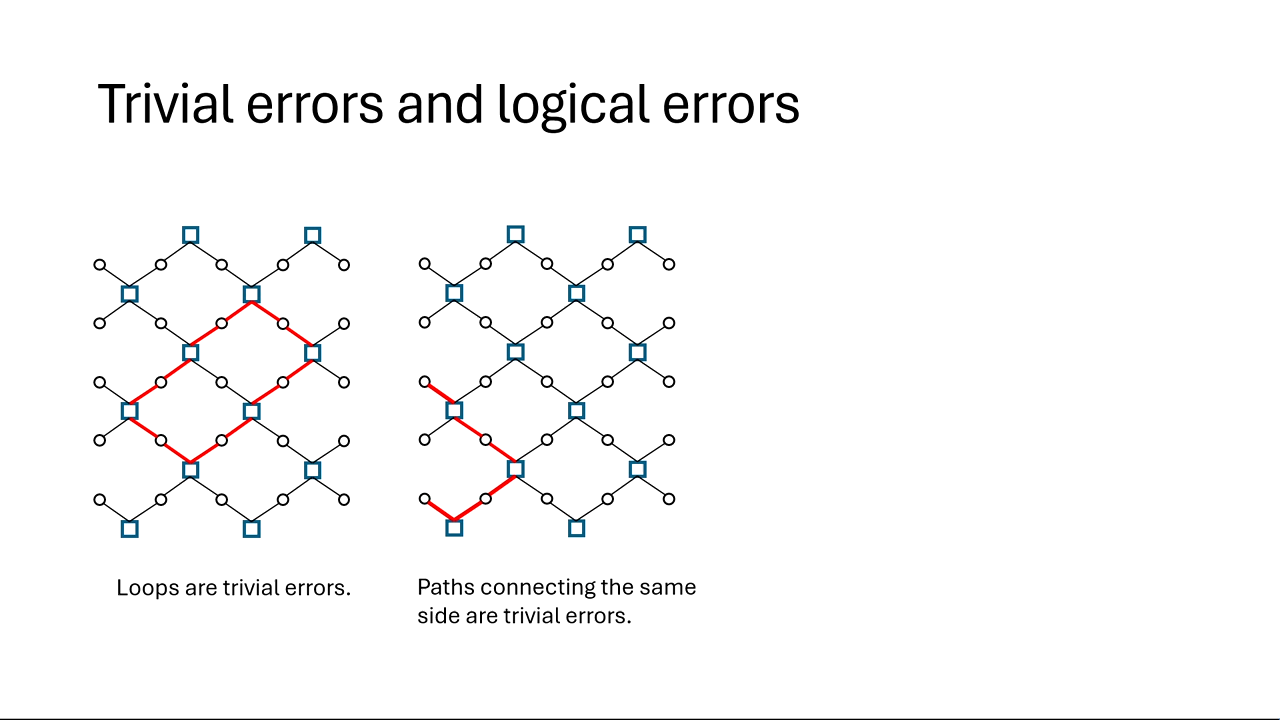 Trivial errors and logical errors
Loops are trivial errors.
Paths connecting the same
side are trivial errors.